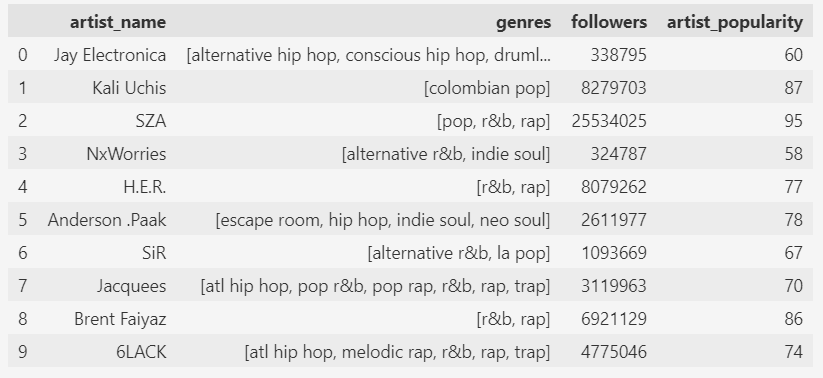 artist_name genres followers artist_popularity
0 Jay Electronica [alternative hip hop, conscious hip hop, druml... 338795 60
1 Kali Uchis [colombian pop] 8279703 87
2 SZA [pop, r&b, rap] 25534025 95
3 NxWorries [alternative r&b, indie soul] 324787 58
4 H.E.R. [r&b, rap] 8079262 77
5 Anderson .Paak [escape room, hip hop, indie soul, neo soul] 2611977 78
6 SiR [alternative r&b, la pop] 1093669 67
7 Jacquees [atl hip hop, pop r&b, pop rap, r&b, rap, trap] 3119963 70
8 Brent Faiyaz [r&b, rap] 6921129 86
9 6LACK [atl hip hop, melodic rap, r&b, rap, trap] 4775046 74